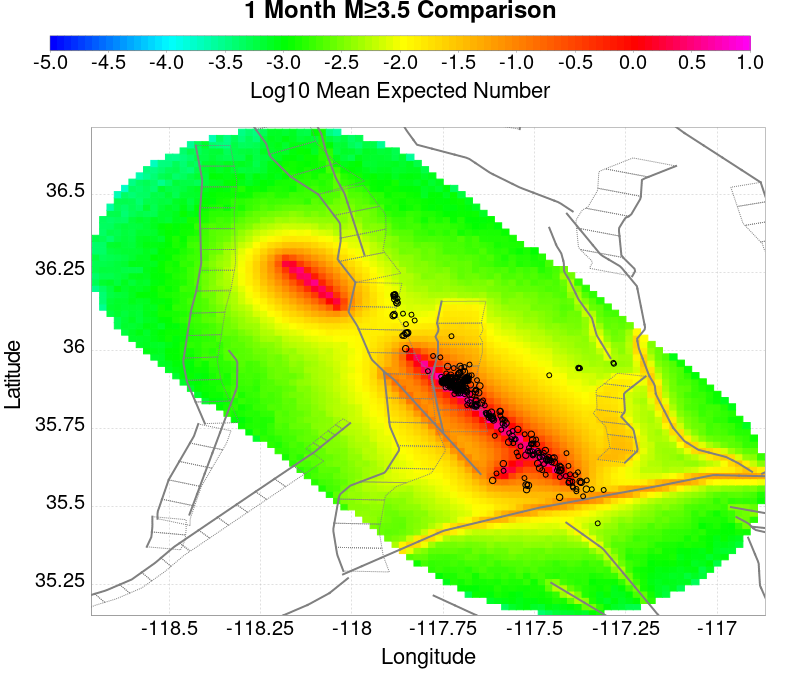 1 Month M≥3.5 Comparison
-5.0 -4.5 -4.0 -3.5 -3.0 -2.5 -2.0 -1.5 -1.0 -0.5 0.0 0.5 1.0
Log10 Mean Expected Number
36.5
36.25
36
35.75
35.5
35.25
Latitude
-118.5 -118.25 -118 -117.75 -117.5 -117.25 -117
Longitude